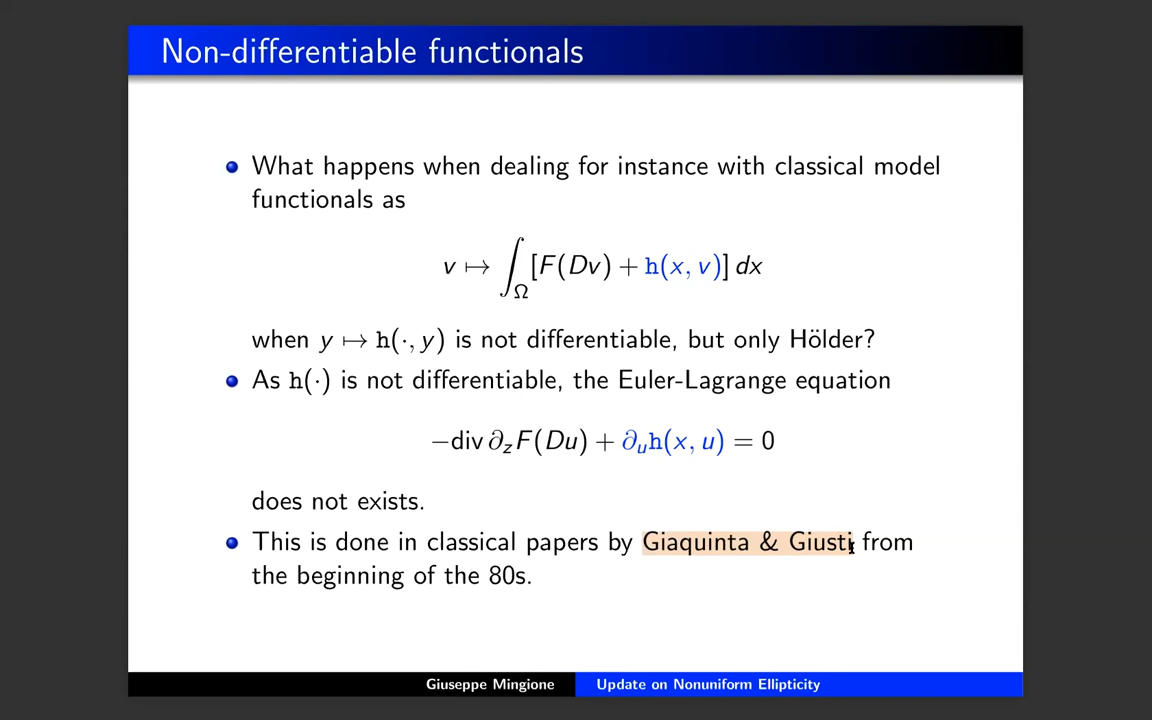 Non-differentiable functionals
What happens when dealing for instance with classical model
functionals as
v ↦ ∫_Ω [F(Dv) + h(x, v)] dx
when y ↦ h(·, y) is not differentiable, but only Hölder?
As h(·) is not differentiable, the Euler-Lagrange equation
−div ∂_z F(Du) + ∂_u h(x, u) = 0
does not exists.
This is done in classical papers by Giaquinta & Giusti from
the beginning of the 80s.
Giuseppe Mingione Update on Nonuniform Ellipticity